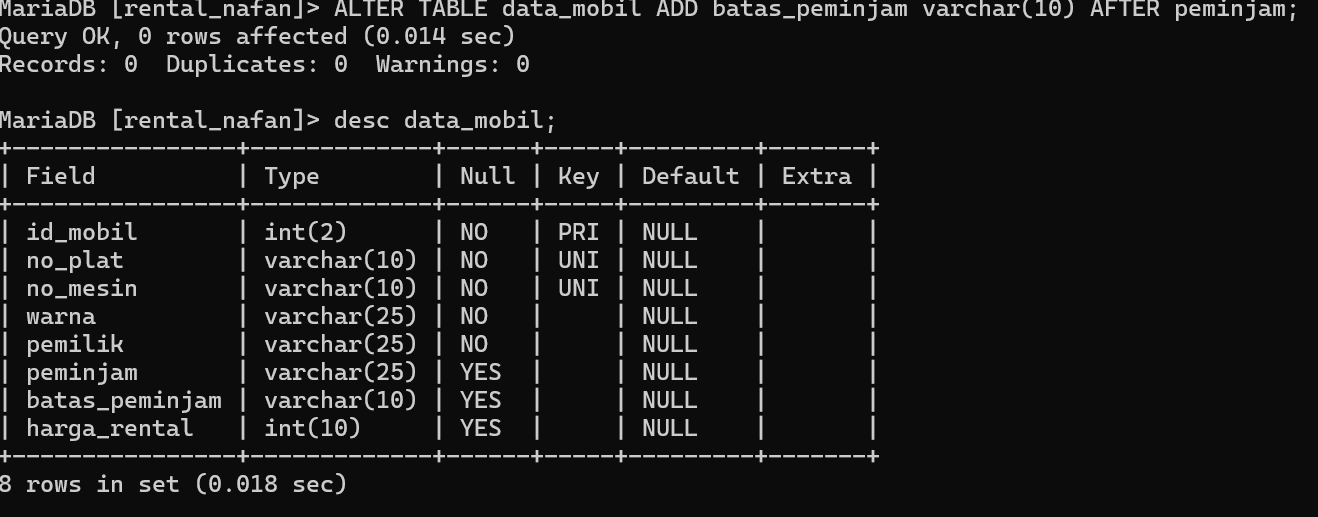 MariaDB [rental_nafan]> ALTER TABLE data_mobil ADD batas_peminjam varchar(10) AFTER peminjam;
Query OK, 0 rows affected (0.014 sec)
Records: 0  Duplicates: 0  Warnings: 0

MariaDB [rental_nafan]> desc data_mobil;
+----------------+-------------+------+-----+---------+-------+
| Field          | Type        | Null | Key | Default | Extra |
+----------------+-------------+------+-----+---------+-------+
| id_mobil       | int(2)      | NO   | PRI | NULL    |       |
| no_plat        | varchar(10) | NO   | UNI | NULL    |       |
| no_mesin       | varchar(10) | NO   | UNI | NULL    |       |
| warna          | varchar(25) | NO   |     | NULL    |       |
| pemilik        | varchar(25) | NO   |     | NULL    |       |
| peminjam       | varchar(25) | YES  |     | NULL    |       |
| batas_peminjam | varchar(10) | YES  |     | NULL    |       |
| harga_rental   | int(10)     | YES  |     | NULL    |       |
+----------------+-------------+------+-----+---------+-------+
8 rows in set (0.018 sec)